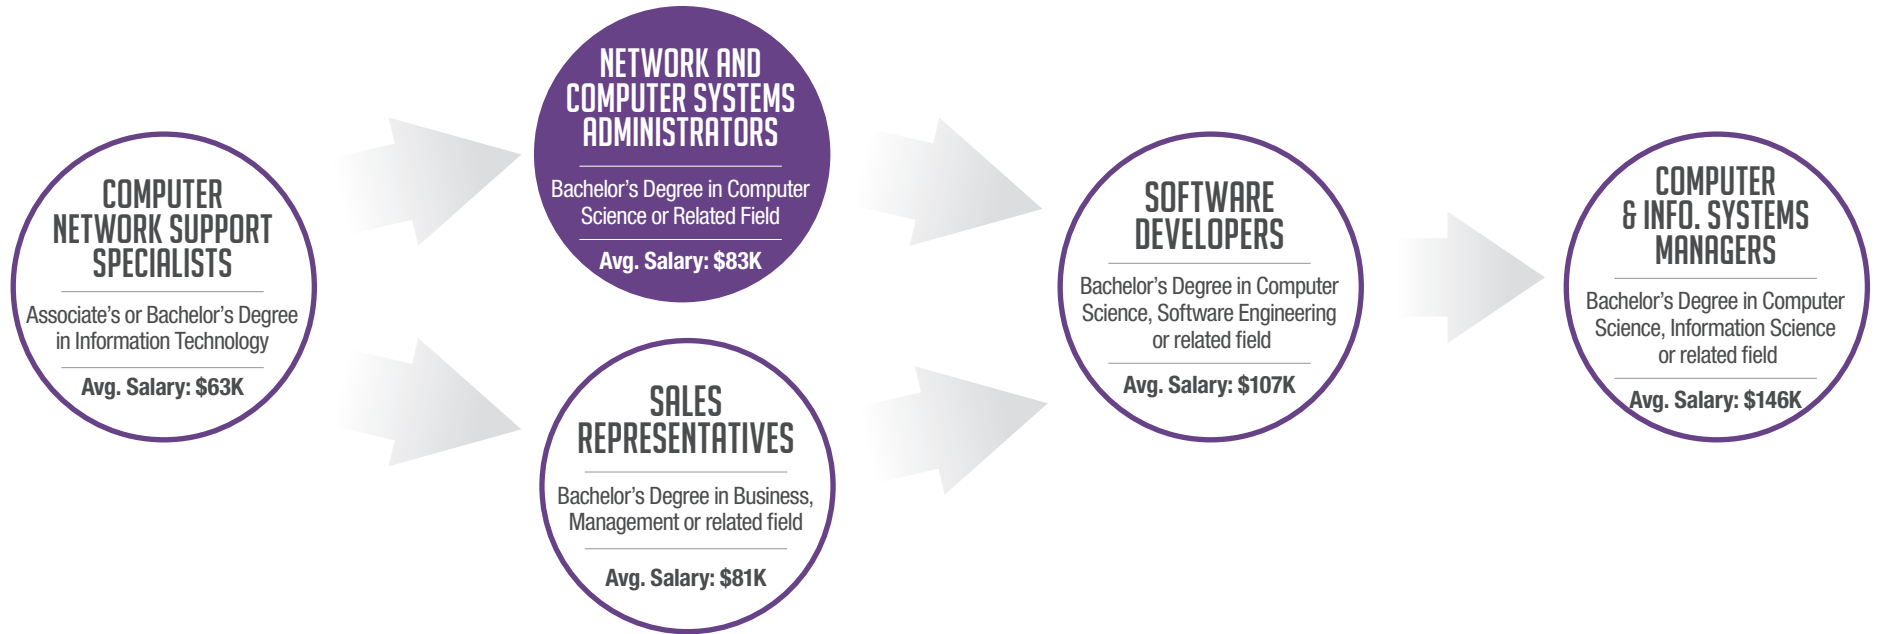 COMPUTER
NETWORK SUPPORT
SPECIALISTS
Associate's or Bachelor's Degree
in Information Technology
Avg. Salary: $63K
NETWORK AND
COMPUTER SYSTEMS
ADMINISTRATORS
Bachelor's Degree in Computer
Science or Related Field
Avg. Salary: $83K
SALES
REPRESENTATIVES
Bachelor's Degree in Business,
Management or related field
Avg. Salary: $81K
SOFTWARE
DEVELOPERS
Bachelor's Degree in Computer
Science, Software Engineering
or related field
Avg. Salary: $107K
COMPUTER
& INFO. SYSTEMS
MANAGERS
Bachelor's Degree in Computer
Science, Information Science
or related field
Avg. Salary: $146K